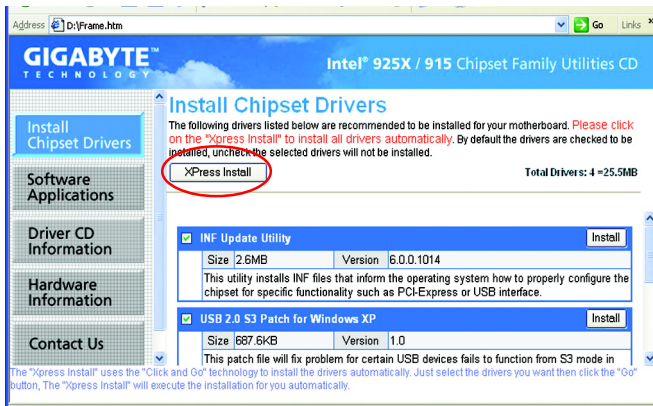 Address D:\Frame.htm Go Links »
GIGABYTE™
TECHNOLOGY
Intel® 925X / 915 Chipset Family Utilities CD
Install
Chipset Drivers
Software
Applications
Driver CD
Information
Hardware
Information
Contact Us
Install Chipset Drivers
The following drivers listed below are recommended to be installed for your motherboard. Please click
on the "Xpress Install" to install all drivers automatically. By default the drivers are checked to be
installed, uncheck the selected drivers will not be installed.
XPress Install
Total Drivers: 4 =25.5MB
INF Update Utility Install
Size 2.6MB Version 6.0.0.1014
This utility installs INF files that inform the operating system how to properly configure the
chipset for specific functionality such as PCI-Express or USB interface.
USB 2.0 S3 Patch for Windows XP Install
Size 687.6KB Version 1.0
This patch file will fix problem for certain USB devices fails to function from S3 mode in
The "Xpress Install" uses the "Click and Go" technology to install the drivers automatically. Just select the drivers you want then click the "Go"
button, The "Xpress Install" will execute the installation for you automatically.